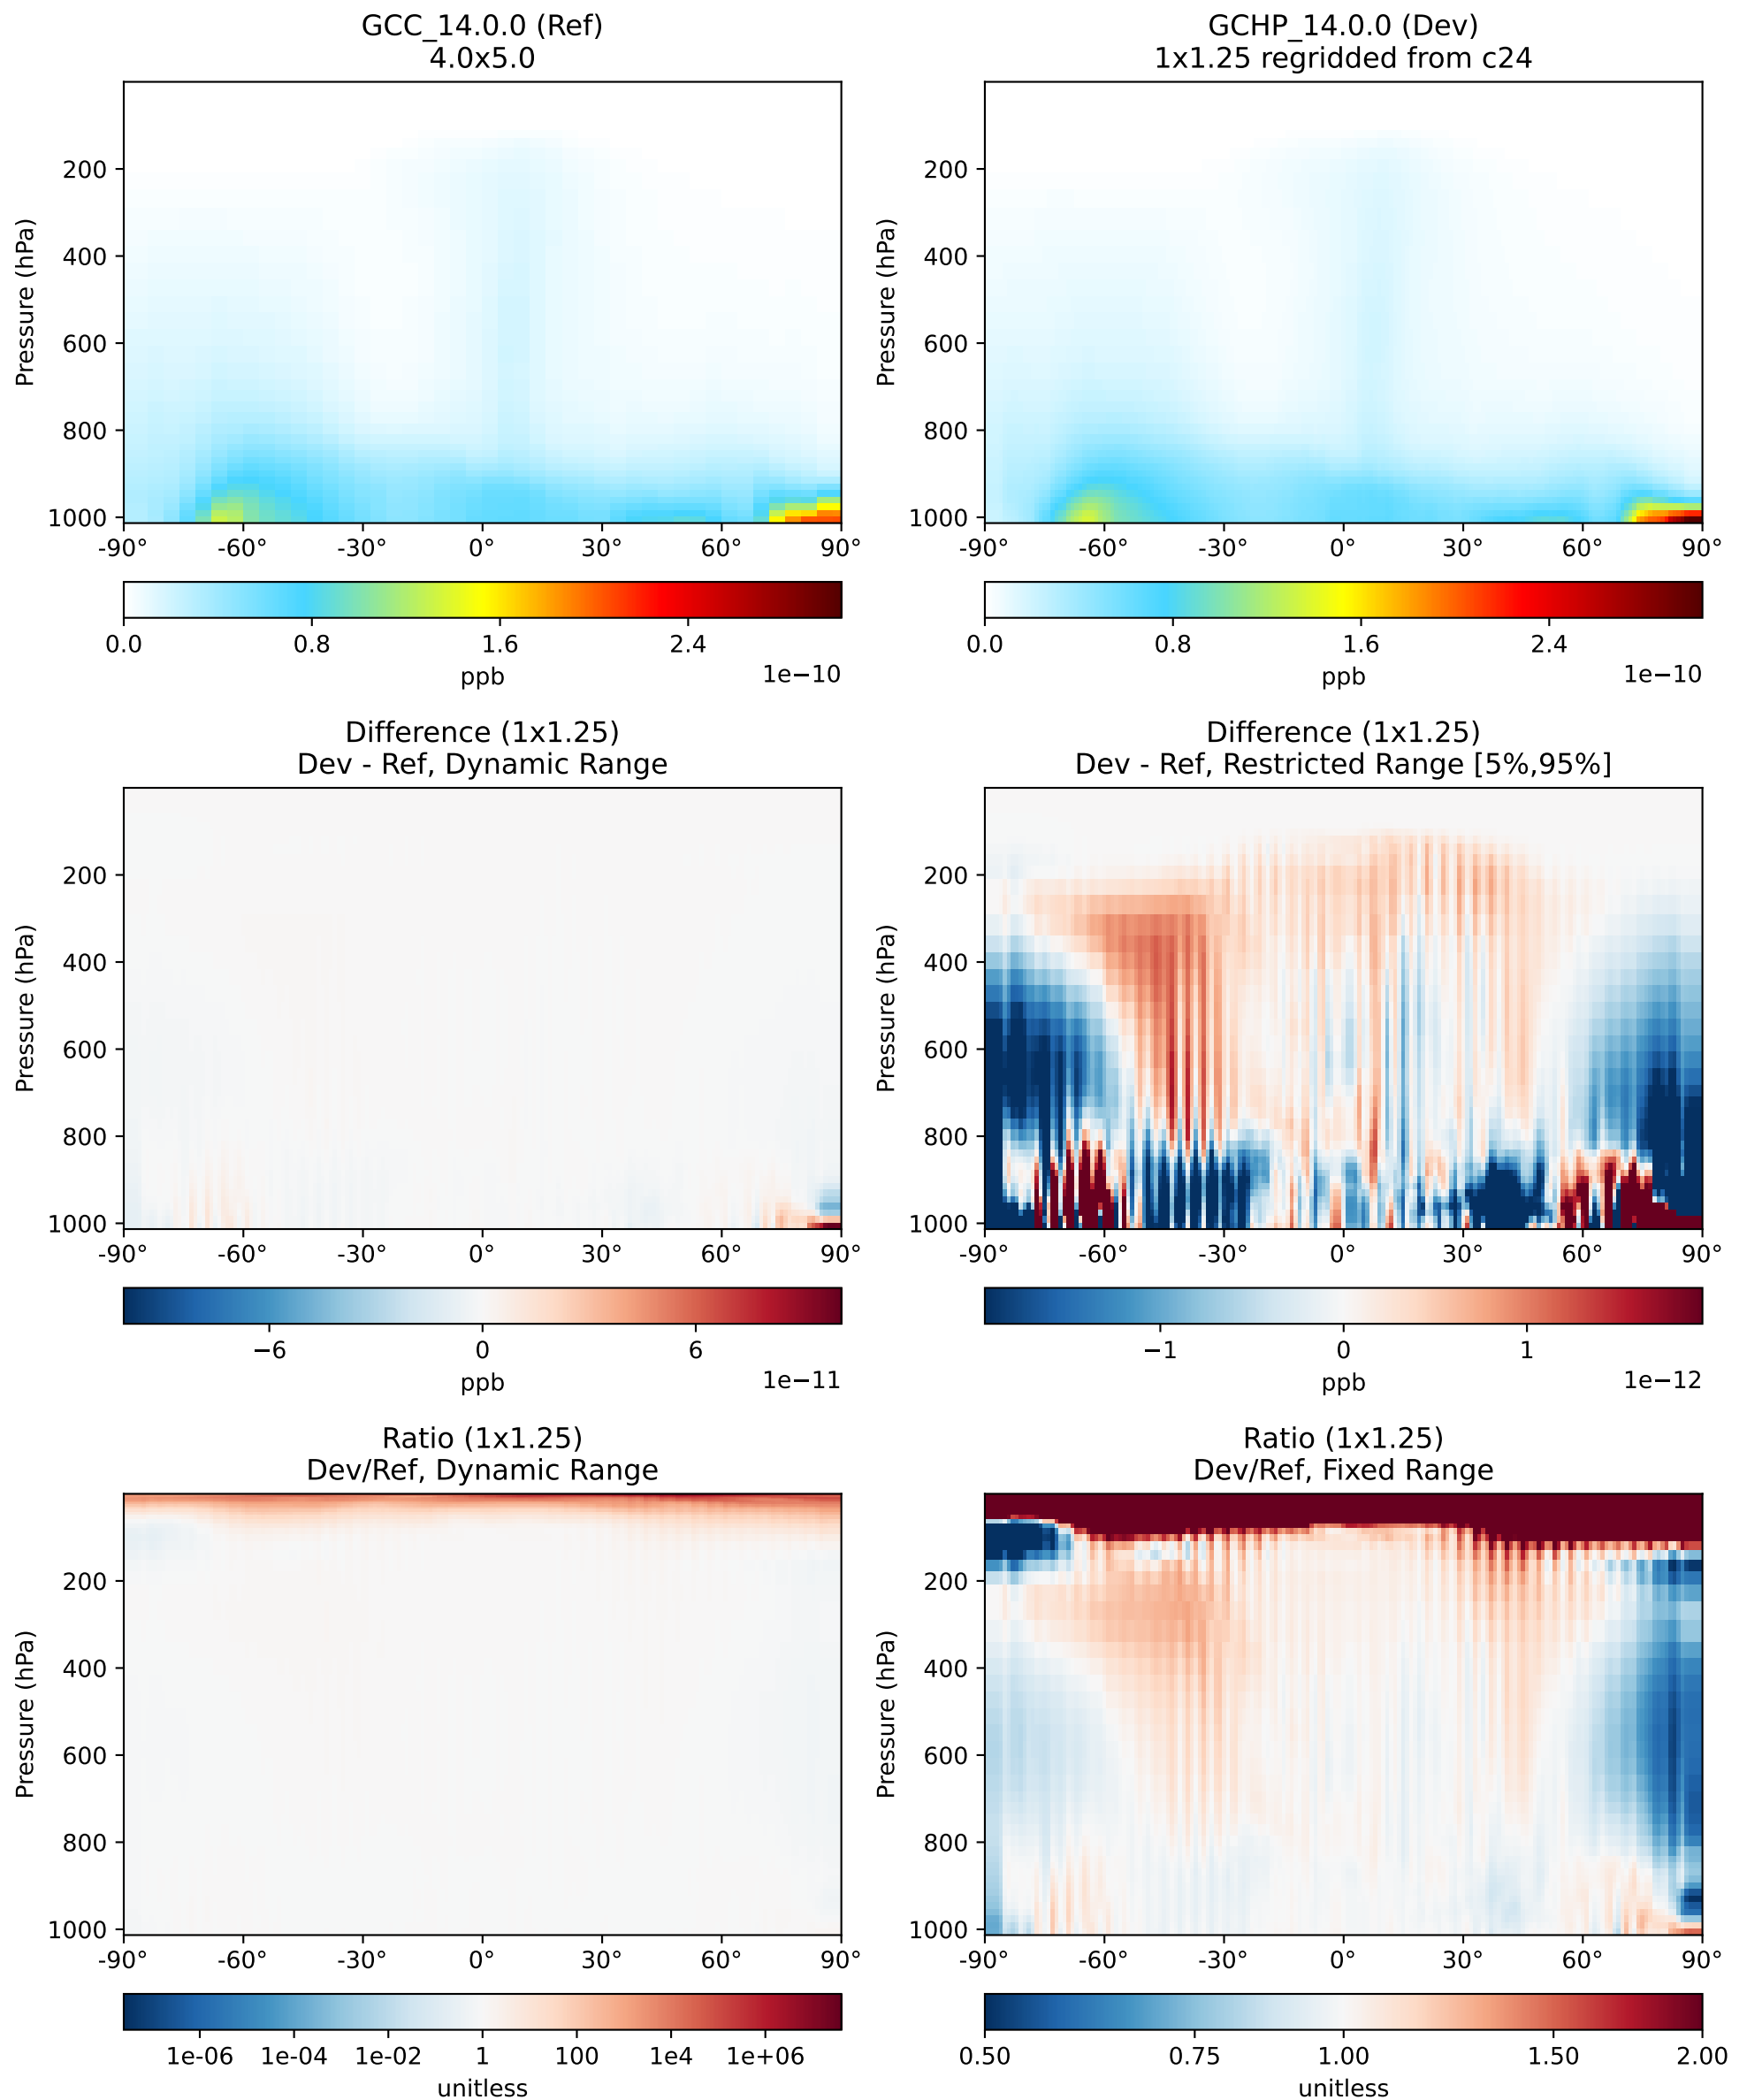 GCC_14.0.0 (Ref)
4.0x5.0
Pressure (hPa)
200
400
600
800
1000
-90° -60° -30° 0° 30° 60° 90°
0.0 0.8 1.6 2.4
ppb
1e−10
GCHP_14.0.0 (Dev)
1x1.25 regridded from c24
Pressure (hPa)
200
400
600
800
1000
-90° -60° -30° 0° 30° 60° 90°
0.0 0.8 1.6 2.4
ppb
1e−10
Difference (1x1.25)
Dev - Ref, Dynamic Range
Pressure (hPa)
200
400
600
800
1000
-90° -60° -30° 0° 30° 60° 90°
−6 0 6
ppb
1e−11
Difference (1x1.25)
Dev - Ref, Restricted Range [5%,95%]
Pressure (hPa)
200
400
600
800
1000
-90° -60° -30° 0° 30° 60° 90°
−1 0 1
ppb
1e−12
Ratio (1x1.25)
Dev/Ref, Dynamic Range
Pressure (hPa)
200
400
600
800
1000
-90° -60° -30° 0° 30° 60° 90°
1e-06 1e-04 1e-02 1 100 1e+4 1e+06
unitless
Ratio (1x1.25)
Dev/Ref, Fixed Range
Pressure (hPa)
200
400
600
800
1000
-90° -60° -30° 0° 30° 60° 90°
0.50 0.75 1.00 1.50 2.00
unitless